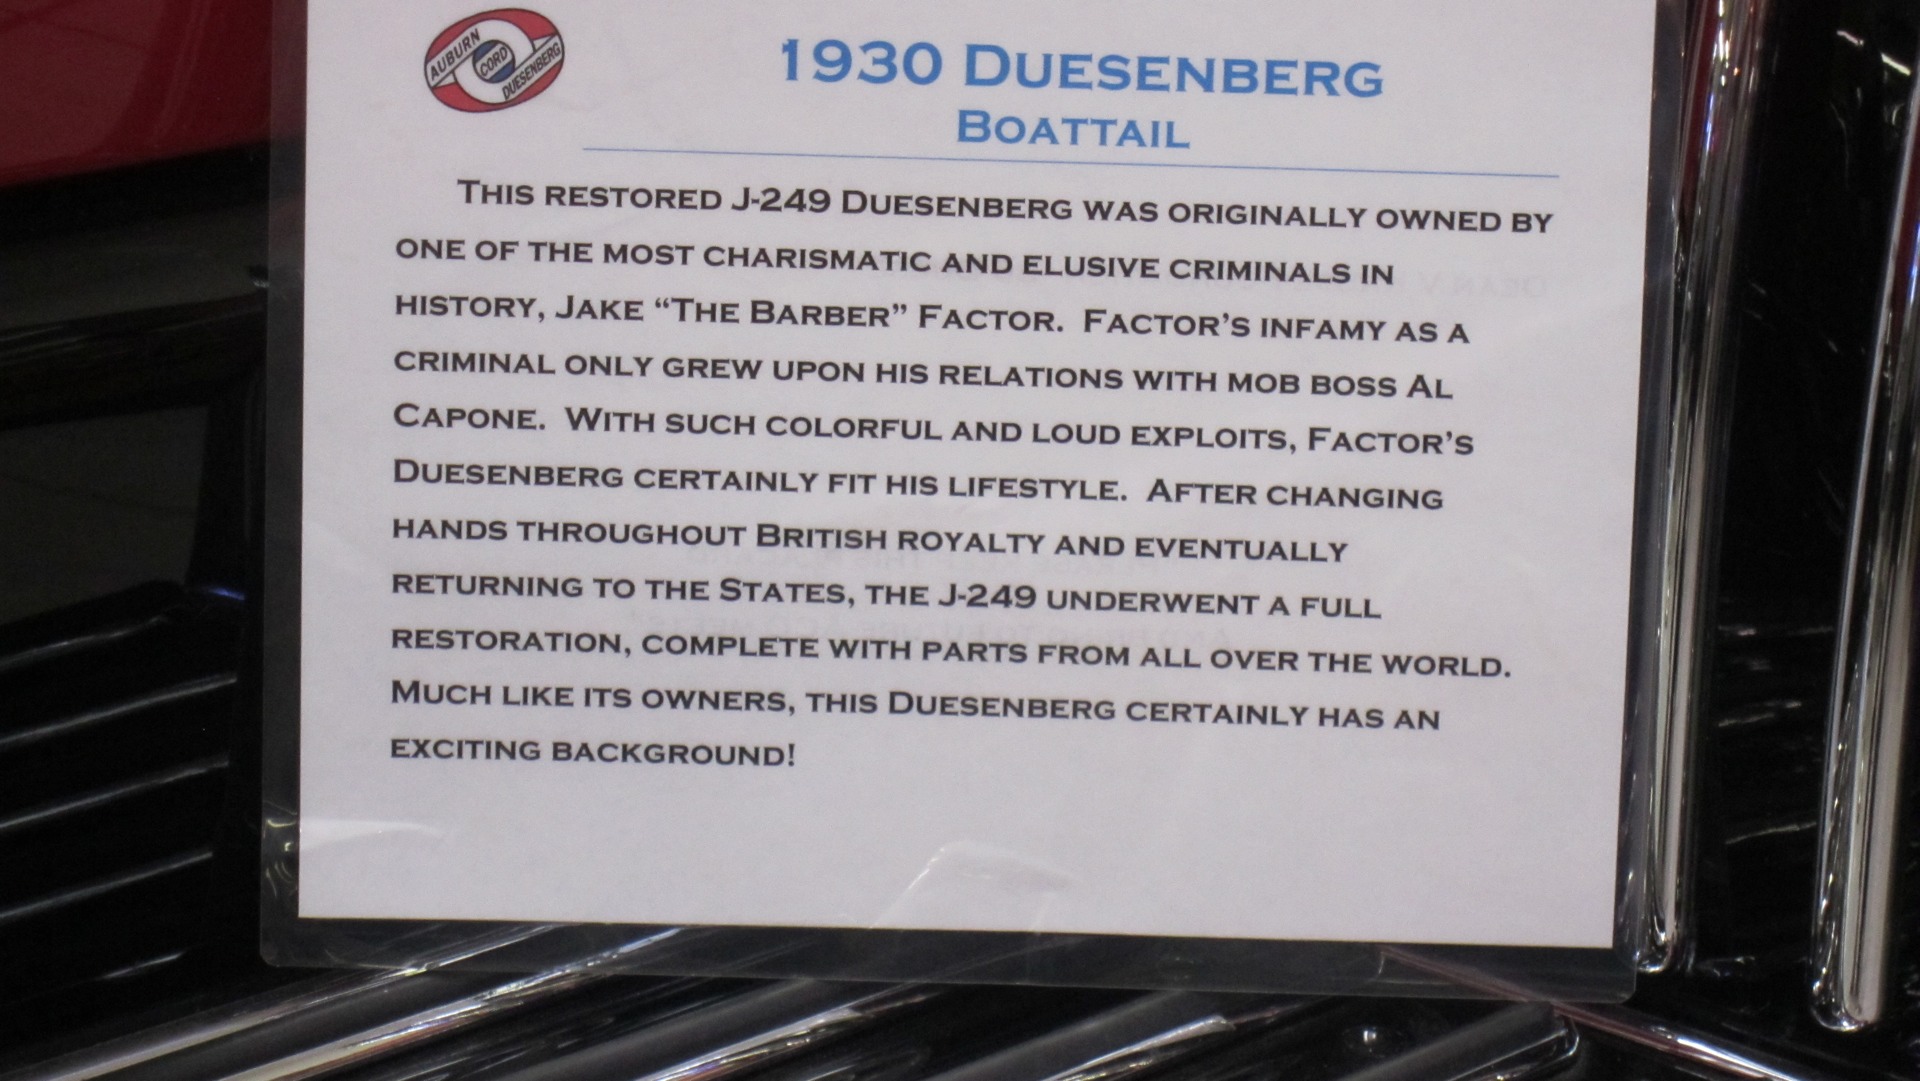 AUBURN
CORD
DUESENBERG
1930 DUESENBERG
BOATTAIL
THIS RESTORED J-249 DUESENBERG WAS ORIGINALLY OWNED BY
ONE OF THE MOST CHARISMATIC AND ELUSIVE CRIMINALS IN
HISTORY, JAKE “THE BARBER” FACTOR. FACTOR’S INFAMY AS A
CRIMINAL ONLY GREW UPON HIS RELATIONS WITH MOB BOSS AL
CAPONE. WITH SUCH COLORFUL AND LOUD EXPLOITS, FACTOR’S
DUESENBERG CERTAINLY FIT HIS LIFESTYLE. AFTER CHANGING
HANDS THROUGHOUT BRITISH ROYALTY AND EVENTUALLY
RETURNING TO THE STATES, THE J-249 UNDERWENT A FULL
RESTORATION, COMPLETE WITH PARTS FROM ALL OVER THE WORLD.
MUCH LIKE ITS OWNERS, THIS DUESENBERG CERTAINLY HAS AN
EXCITING BACKGROUND!